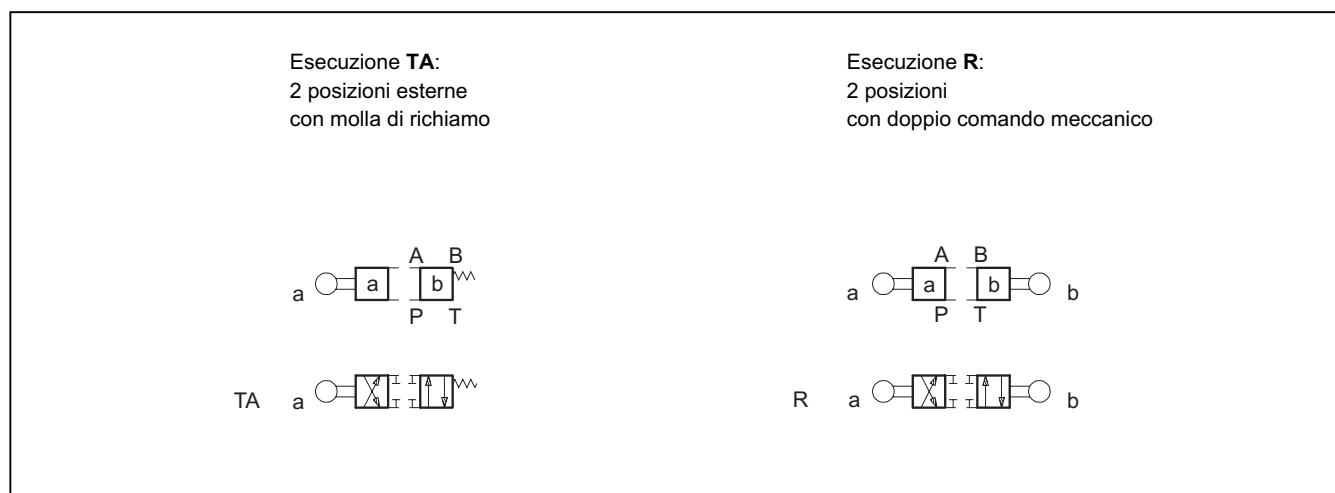 Esecuzione TA:
2 posizioni esterne
con molla di richiamo
Esecuzione R:
2 posizioni
con doppio comando meccanico
A B
a a b
P T
A B
a a b b
P T
TA a
R a b